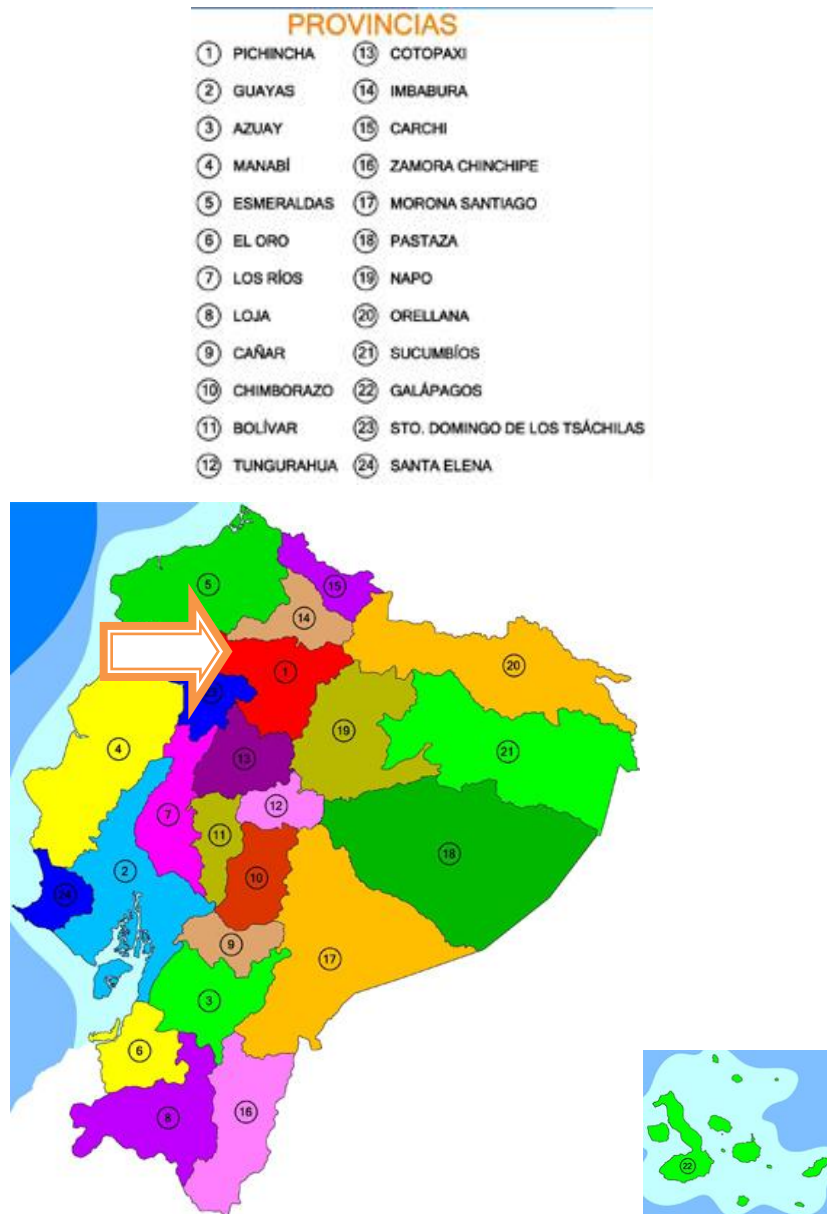 PROVINCIAS
1 PICHINCHA
2 GUAYAS
3 AZUAY
4 MANABÍ
5 ESMERALDAS
6 EL ORO
7 LOS RÍOS
8 LOJA
9 CAÑAR
10 CHIMBORAZO
11 BOLÍVAR
12 TUNGURAHUA
13 COTOPAXI
14 IMBABURA
15 CARCHI
16 ZAMORA CHINCHIPE
17 MORONA SANTIAGO
18 PASTAZA
19 NAPO
20 ORELLANA
21 SUCUMBÍOS
22 GALÁPAGOS
23 STO. DOMINGO DE LOS TSÁCHILAS
24 SANTA ELENA
5
15
14
20
1
19
4
21
13
12
7
11
18
2
10
24
9
17
3
6
16
8
22